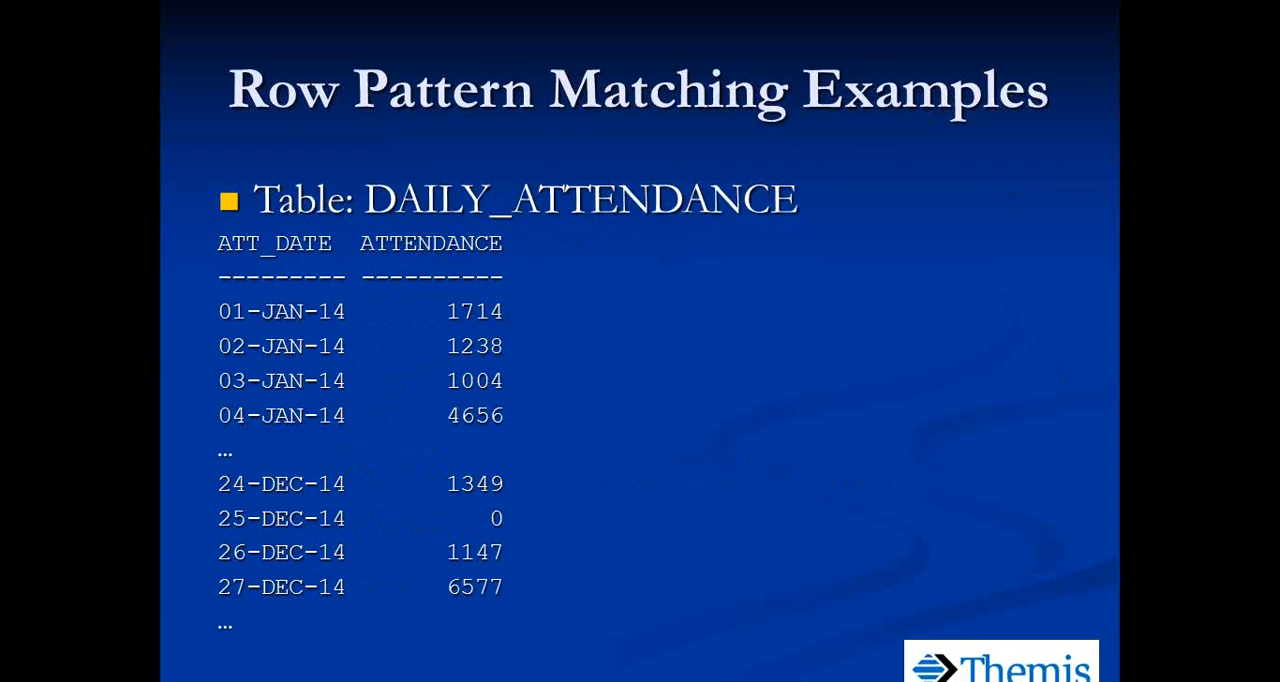 Row Pattern Matching Examples
Table: DAILY_ATTENDANCE
ATT_DATE ATTENDANCE
--------- ----------
01-JAN-14 1714
02-JAN-14 1238
03-JAN-14 1004
04-JAN-14 4656
…
24-DEC-14 1349
25-DEC-14 0
26-DEC-14 1147
27-DEC-14 6577
…
Themis